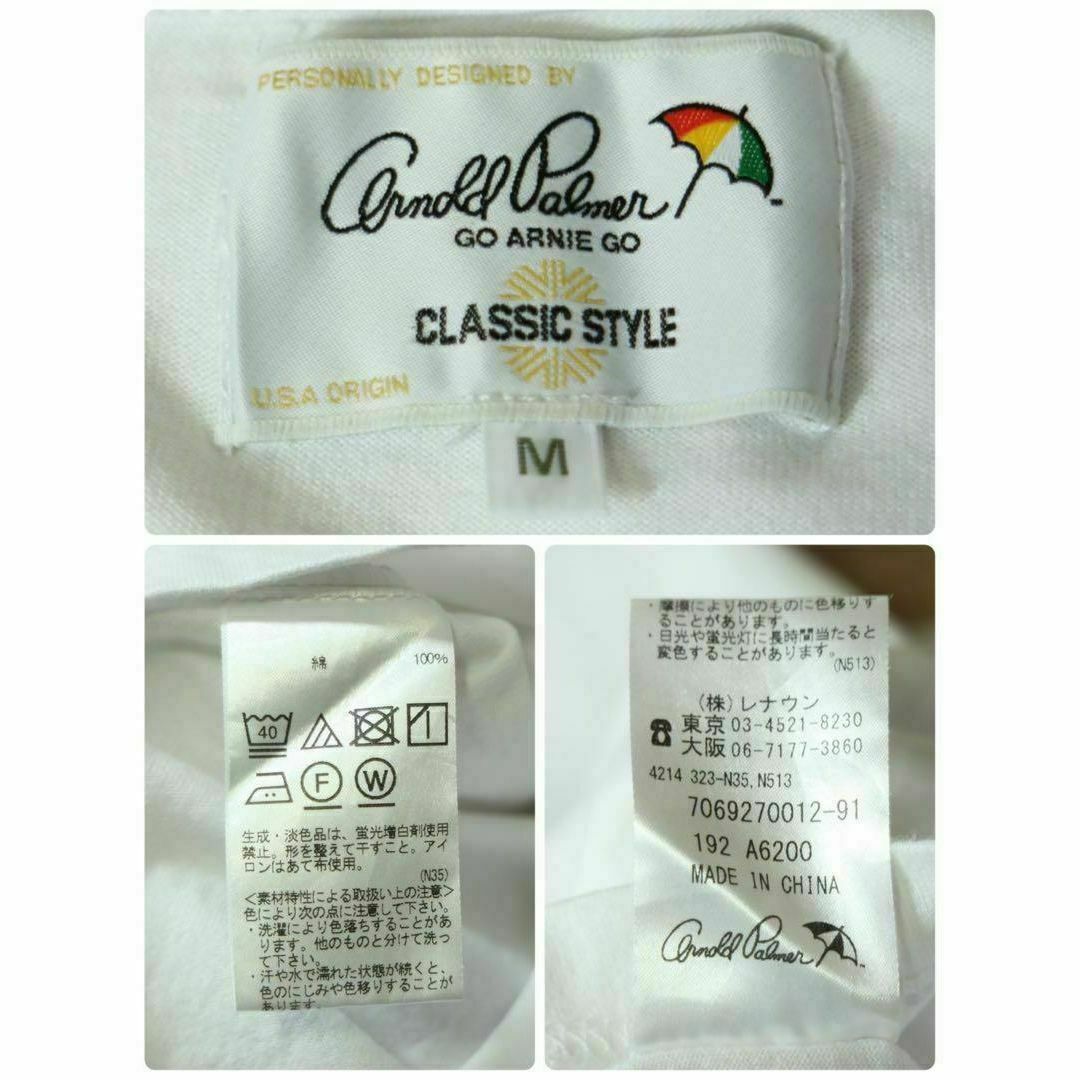 PERSONALLY DESIGNED BY
Arnold Palmer
GO ARNIE GO
CLASSIC STYLE
U.S.A ORIGIN
M
綿 100%
40
F W
生成・淡色品は、蛍光増白剤使用
禁止。形を整えて干すこと。アイ
ロンはあて布使用。
(N35)
<素材特性による取扱い上の注意>
色により次の点に注意して下さい。
・洗濯により色落ちすることがあ
ります。他のものと分けて洗っ
て下さい。
・汗や水で濡れた状態が続くと、
色のにじみや色移りすることが
あります。
・摩擦により他のものに色移りす
ることがあります。
・日光や蛍光灯に長時間当たると
変色することがあります。
(N513)
(株)レナウン
☎東京 03-4521-8230
大阪 06-7177-3860
4214 323-N35, N513
7069270012-91
192 A6200
MADE IN CHINA
Arnold Palmer